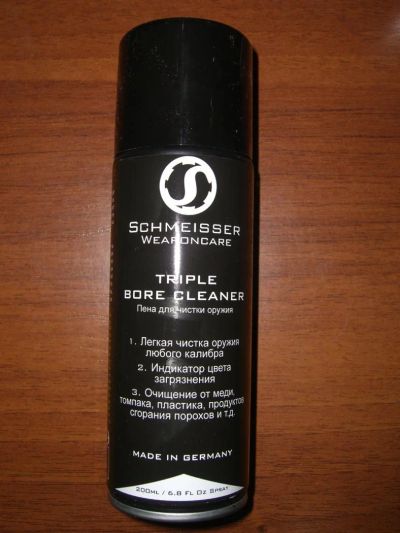 SCHMEISSER
WEAPONCARE
TRIPLE
BORE CLEANER
Пена для чистки оружия
1. Легкая чистка оружия
любого калибра
2. Индикатор цвета
загрязнения
3. Очищение от меди,
томпака, пластика, продуктов
сгорания порохов и т.д.
MADE IN GERMANY
200ML / 6.8 FL OZ SPRAY